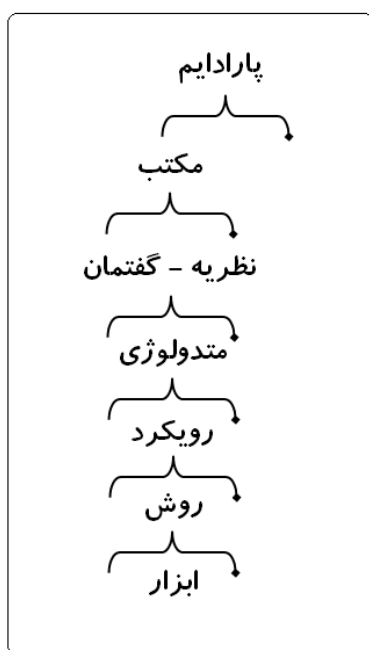 پارادایم
مکتب
نظریه - گفتمان
متدولوژی
رویکرد
روش
ابزار